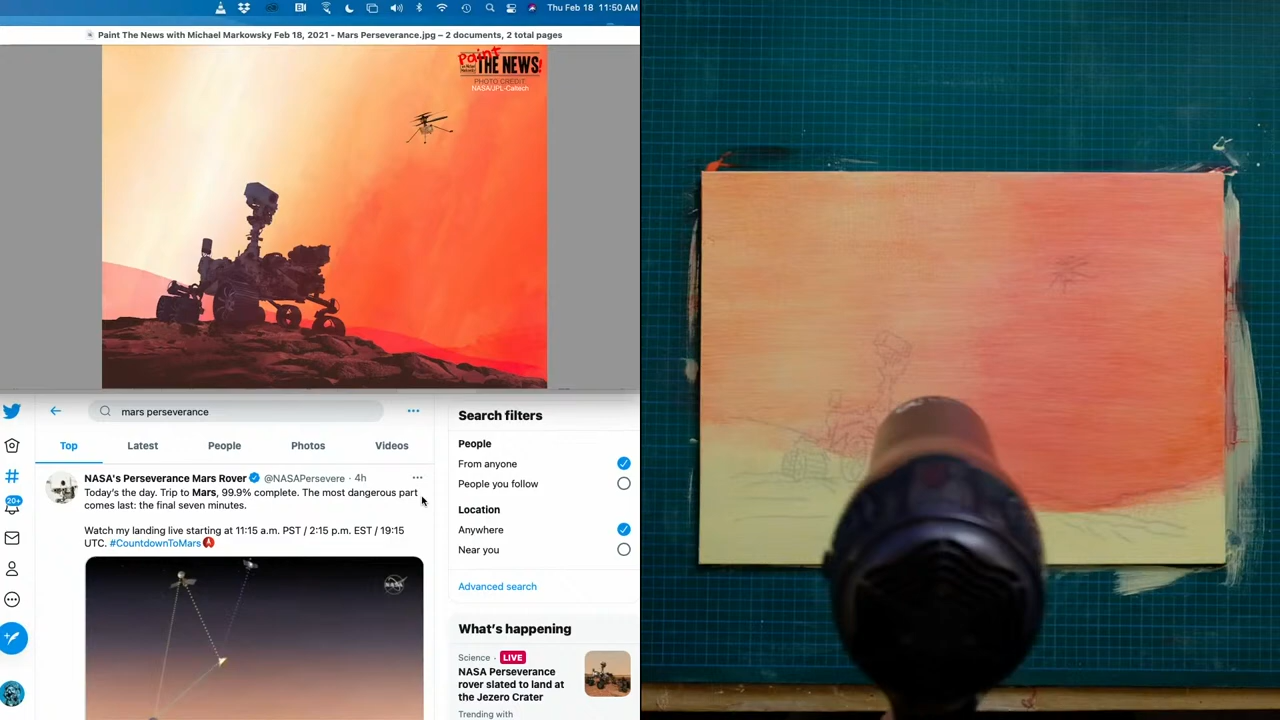 Thu Feb 18 11:50 AM
Paint The News with Michael Markowsky Feb 18, 2021 - Mars Perseverance.jpg – 2 documents, 2 total pages
Paint
THE NEWS!
PHOTO CREDIT:
NASA/JPL-Caltech
mars perseverance
Top Latest People Photos Videos
NASA's Perseverance Mars Rover @NASAPersevere · 4h
Today's the day. Trip to Mars, 99.9% complete. The most dangerous part
comes last: the final seven minutes.
Watch my landing live starting at 11:15 a.m. PST / 2:15 p.m. EST / 19:15
UTC. #CountdownToMars
NASA
20+
Search filters
People
From anyone
People you follow
Location
Anywhere
Near you
Advanced search
What's happening
Science · LIVE
NASA Perseverance
rover slated to land at
the Jezero Crater
Trending with